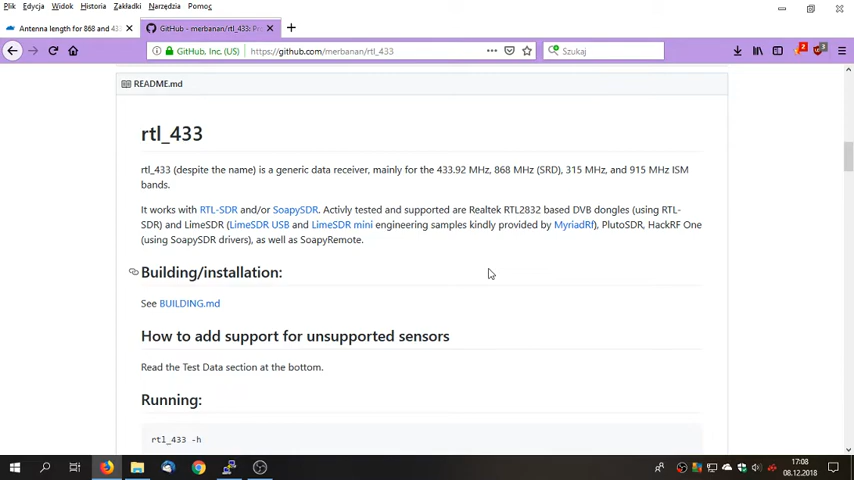 Plik Edycja Widok Historia Zakładki Narzędzia Pomoc
Antenna length for 868 and 433
GitHub - merbanan/rtl_433: Pr
GitHub, Inc. (US) https://github.com/merbanan/rtl_433
Szukaj
2
3
README.md
rtl_433
rtl_433 (despite the name) is a generic data receiver, mainly for the 433.92 MHz, 868 MHz (SRD), 315 MHz, and 915 MHz ISM
bands.
It works with RTL-SDR and/or SoapySDR. Activly tested and supported are Realtek RTL2832 based DVB dongles (using RTL-
SDR) and LimeSDR (LimeSDR USB and LimeSDR mini engineering samples kindly provided by MyriadRf), PlutoSDR, HackRF One
(using SoapySDR drivers), as well as SoapyRemote.
Building/installation:
See BUILDING.md
How to add support for unsupported sensors
Read the Test Data section at the bottom.
Running:
rtl_433 -h
17:08
08.12.2018